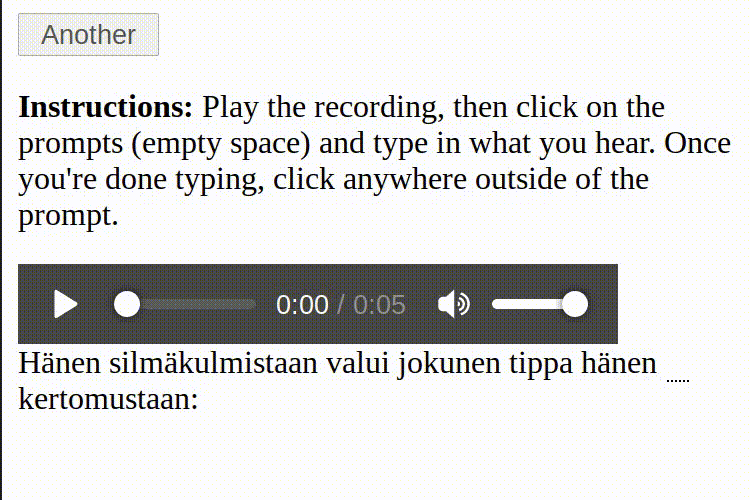 Another
Instructions: Play the recording, then click on the
prompts (empty space) and type in what you hear. Once
you're done typing, click anywhere outside of the
prompt.
0:00 / 0:05
Hänen silmäkulmistaan valui jokunen tippa hänen ......
kertomustaan: